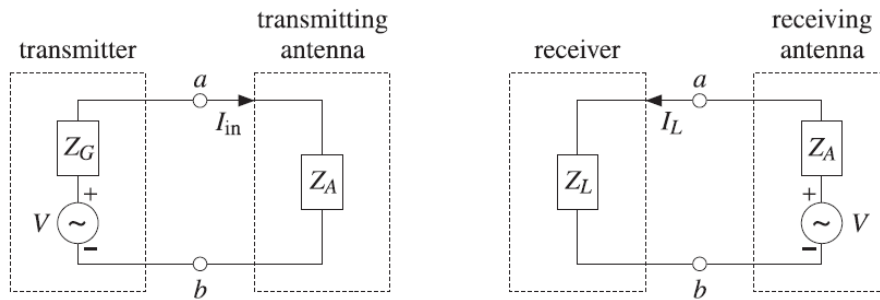 transmitter
transmitting
antenna
a
I_in
Z_G
+
V
~
−
Z_A
b
receiver
receiving
antenna
a
I_L
Z_L
Z_A
+
~
V
−
b